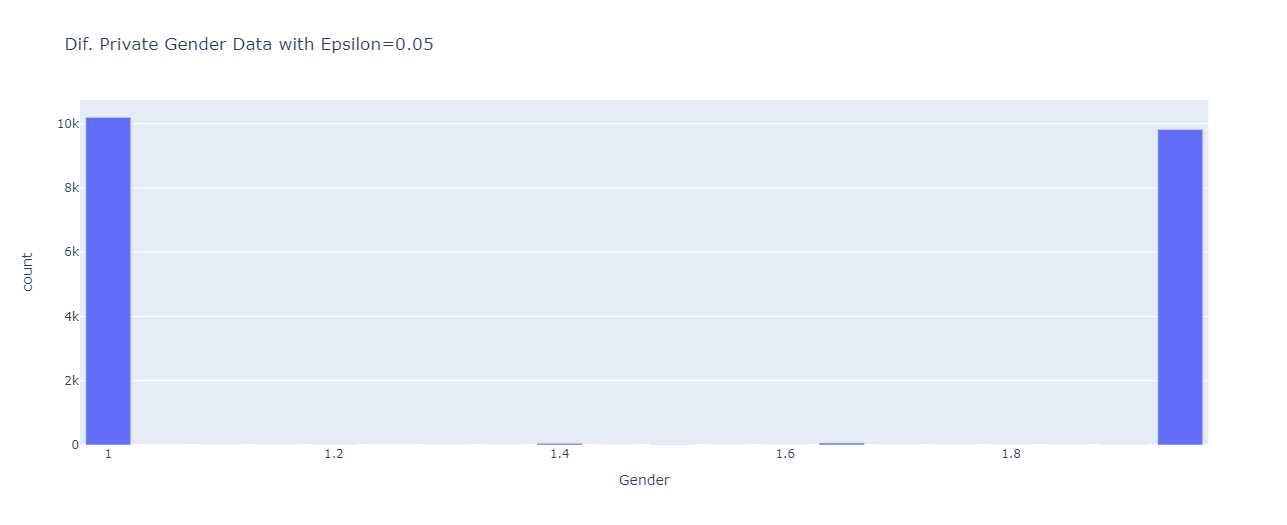 Dif. Private Gender Data with Epsilon=0.05
10k
8k
6k
4k
2k
0
count
1
1.2
1.4
1.6
1.8
Gender